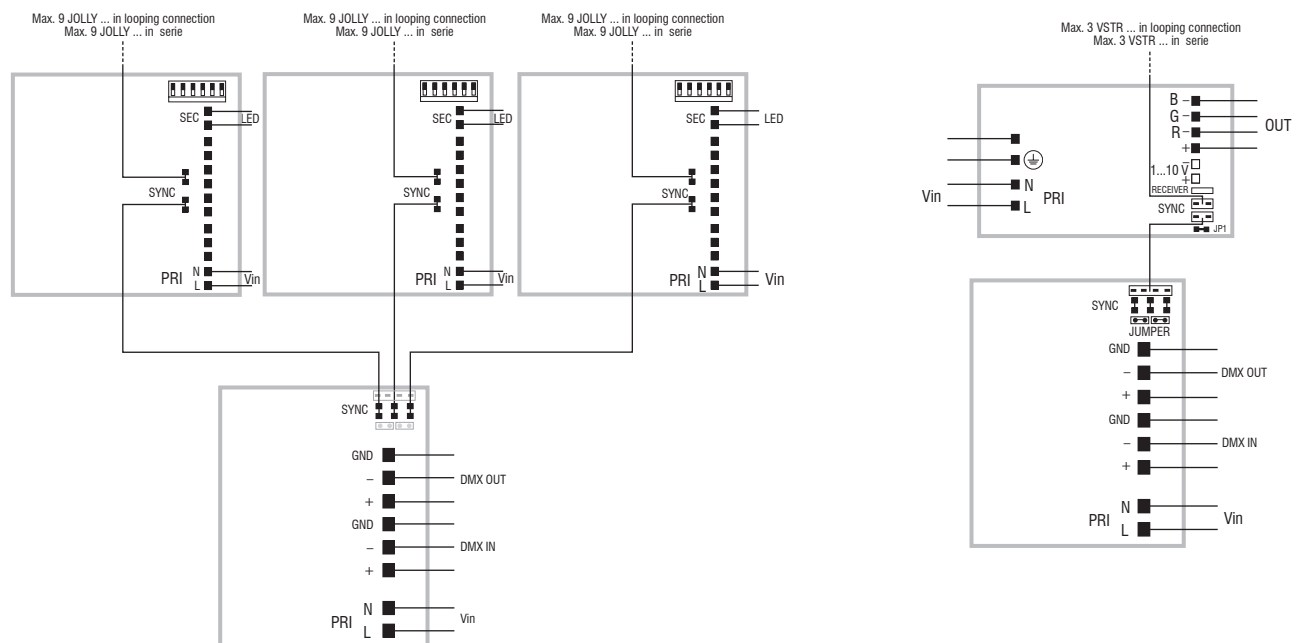 Max. 9 JOLLY ... in looping connection
Max. 9 JOLLY ... in serie
SEC
LED
SYNC
PRI
N
L
Vin
Max. 9 JOLLY ... in looping connection
Max. 9 JOLLY ... in serie
SEC
LED
SYNC
PRI
N
L
Vin
Max. 9 JOLLY ... in looping connection
Max. 9 JOLLY ... in serie
SEC
LED
SYNC
PRI
N
L
Vin
SYNC
GND
–
DMX OUT
+
GND
–
DMX IN
+
PRI
N
L
Vin
Max. 3 VSTR ... in looping connection
Max. 3 VSTR ... in serie
Vin
N
PRI
L
B –
G –
R –
+
OUT
–
1...10 V
+
RECEIVER
SYNC
JP1
SYNC
JUMPER
GND
–
DMX OUT
+
GND
–
DMX IN
+
PRI
N
L
Vin